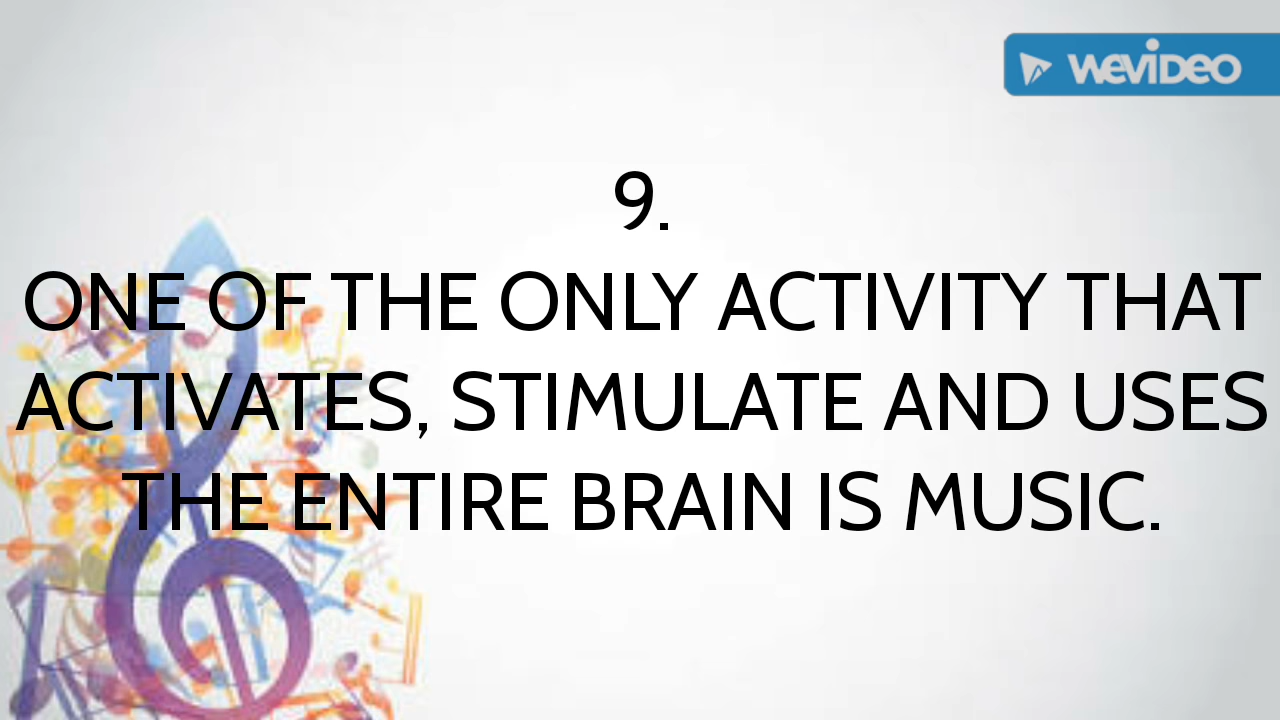 WEVIDEO
9.
ONE OF THE ONLY ACTIVITY THAT
ACTIVATES, STIMULATE AND USES
THE ENTIRE BRAIN IS MUSIC.